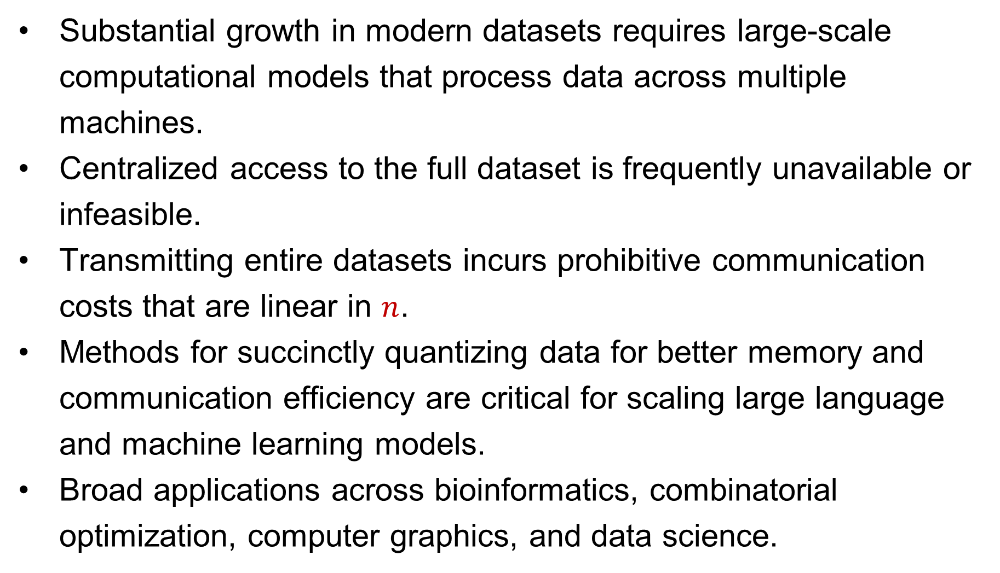 • Substantial growth in modern datasets requires large-scale
computational models that process data across multiple
machines.
• Centralized access to the full dataset is frequently unavailable or
infeasible.
• Transmitting entire datasets incurs prohibitive communication
costs that are linear in n.
• Methods for succinctly quantizing data for better memory and
communication efficiency are critical for scaling large language
and machine learning models.
• Broad applications across bioinformatics, combinatorial
optimization, computer graphics, and data science.